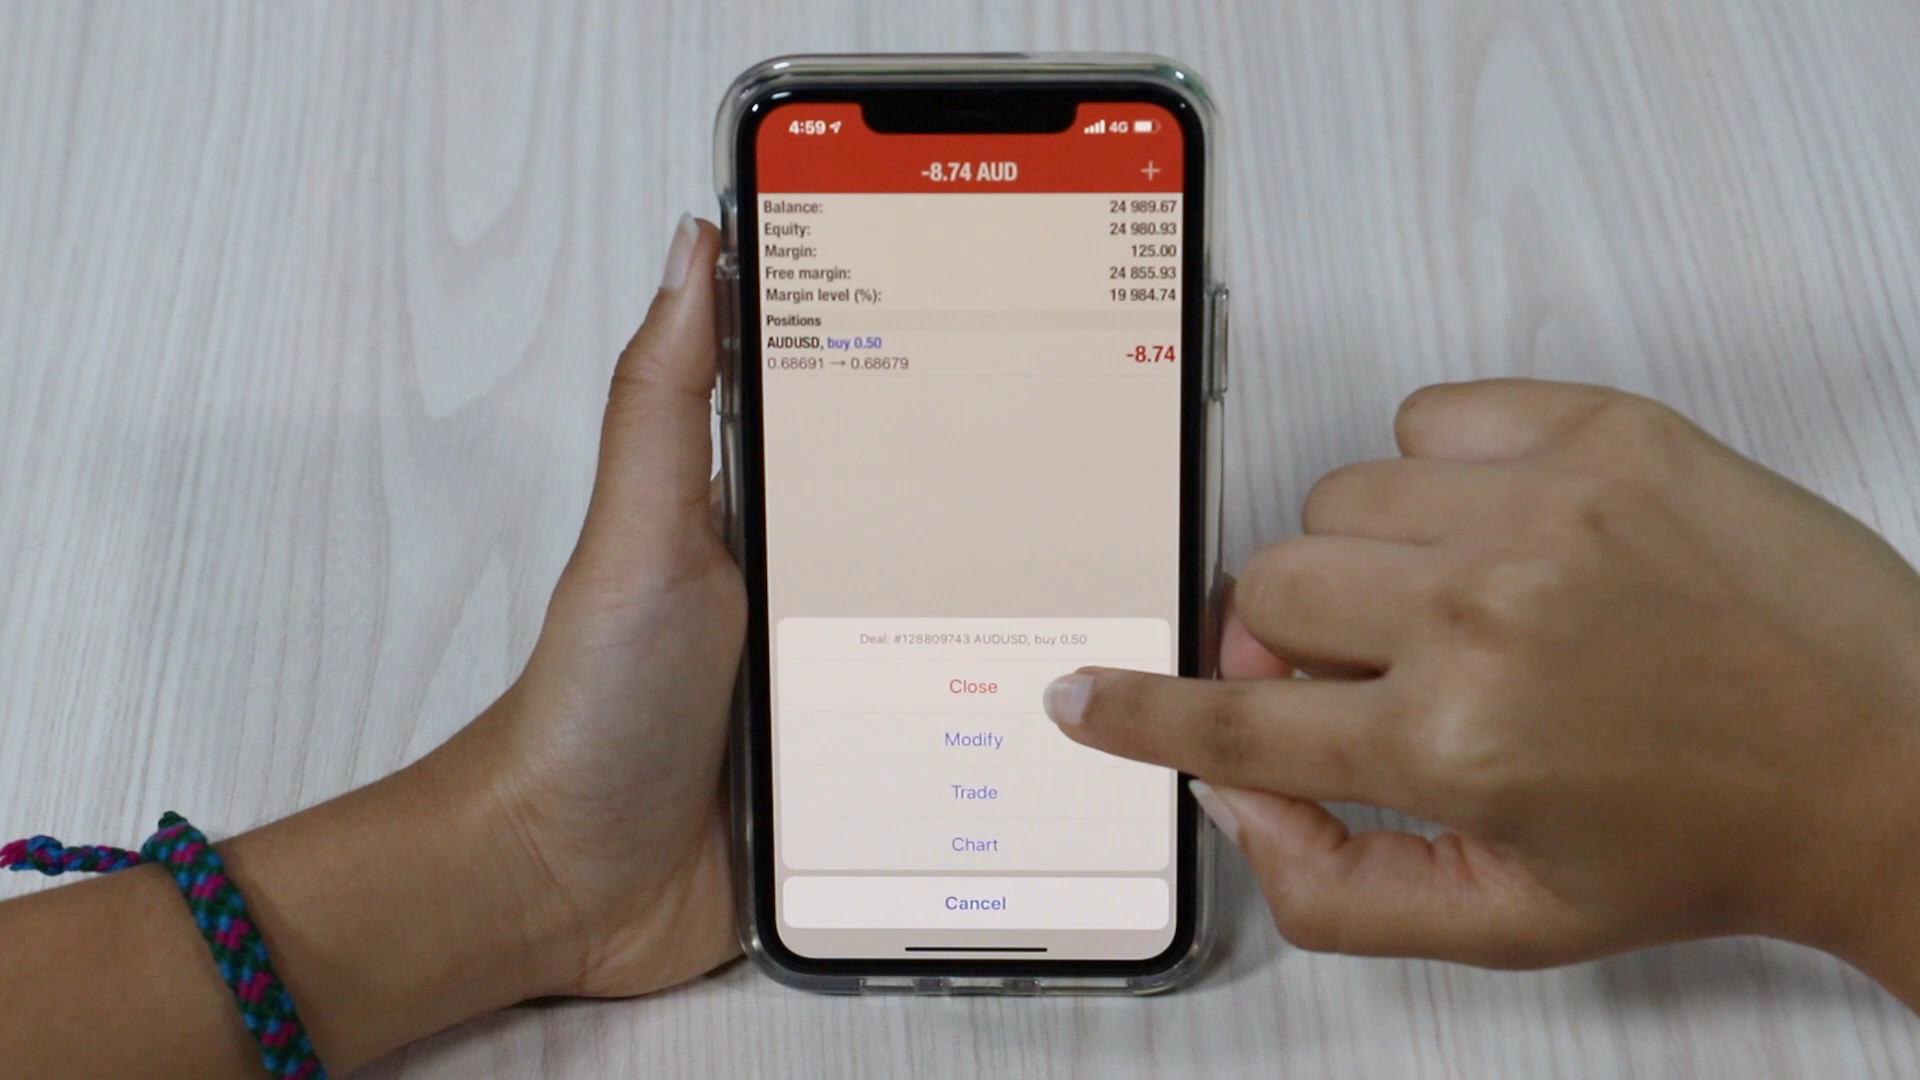 4:59 4G
-8.74 AUD +
Balance: 24 989.67
Equity: 24 980.93
Margin: 125.00
Free margin: 24 855.93
Margin level (%): 19 984.74
Positions
AUDUSD, buy 0.50
0.68691 → 0.68679 -8.74
Deal: #128809743 AUDUSD, buy 0.50
Close
Modify
Trade
Chart
Cancel